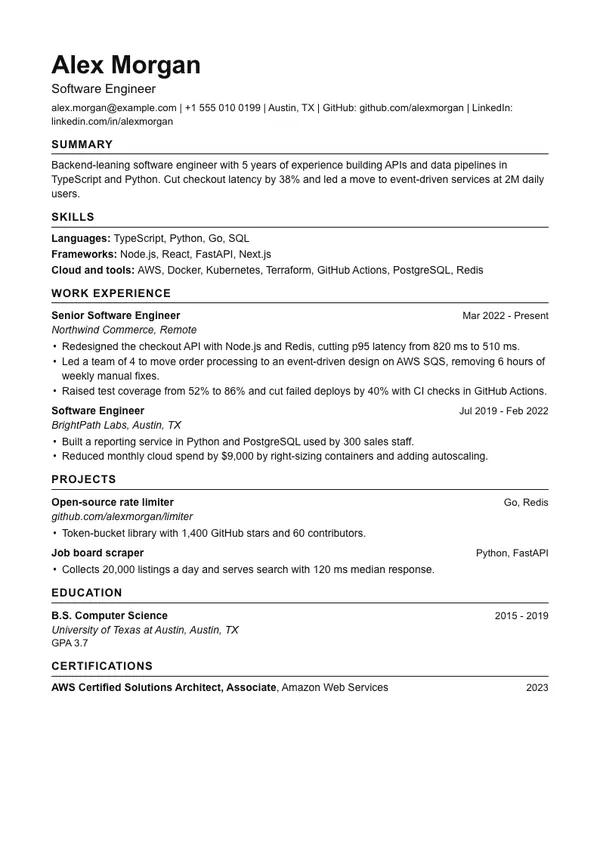 Alex Morgan
Software Engineer
alex.morgan@example.com | +1 555 010 0199 | Austin, TX | GitHub: github.com/alexmorgan | LinkedIn:
linkedin.com/in/alexmorgan
SUMMARY
Backend-leaning software engineer with 5 years of experience building APIs and data pipelines in
TypeScript and Python. Cut checkout latency by 38% and led a move to event-driven services at 2M daily
users.
SKILLS
Languages: TypeScript, Python, Go, SQL
Frameworks: Node.js, React, FastAPI, Next.js
Cloud and tools: AWS, Docker, Kubernetes, Terraform, GitHub Actions, PostgreSQL, Redis
WORK EXPERIENCE
Senior Software Engineer Mar 2022 - Present
Northwind Commerce, Remote
• Redesigned the checkout API with Node.js and Redis, cutting p95 latency from 820 ms to 510 ms.
• Led a team of 4 to move order processing to an event-driven design on AWS SQS, removing 6 hours of
weekly manual fixes.
• Raised test coverage from 52% to 86% and cut failed deploys by 40% with CI checks in GitHub Actions.
Software Engineer Jul 2019 - Feb 2022
BrightPath Labs, Austin, TX
• Built a reporting service in Python and PostgreSQL used by 300 sales staff.
• Reduced monthly cloud spend by $9,000 by right-sizing containers and adding autoscaling.
PROJECTS
Open-source rate limiter Go, Redis
github.com/alexmorgan/limiter
• Token-bucket library with 1,400 GitHub stars and 60 contributors.
Job board scraper Python, FastAPI
• Collects 20,000 listings a day and serves search with 120 ms median response.
EDUCATION
B.S. Computer Science 2015 - 2019
University of Texas at Austin, Austin, TX
GPA 3.7
CERTIFICATIONS
AWS Certified Solutions Architect, Associate, Amazon Web Services 2023